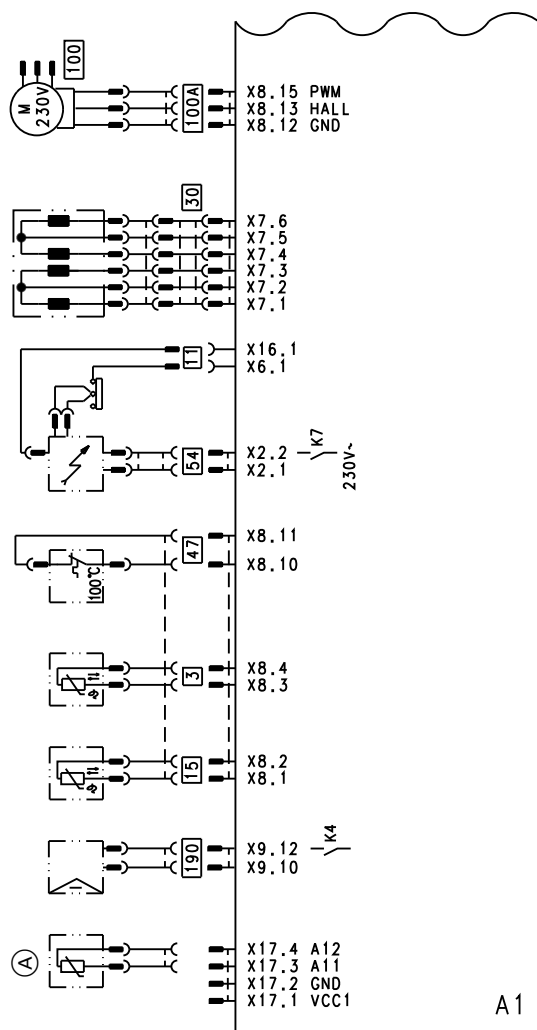 100
M
230V
100A
X8.15 PWM
X8.13 HALL
X8.12 GND
30
X7.6
X7.5
X7.4
X7.3
X7.2
X7.1
11
X16.1
X6.1
54
X2.2
X2.1
K7
230V~
47
X8.11
X8.10
100°C
3
X8.4
X8.3
15
X8.2
X8.1
190
X9.12
X9.10
K4
A
X17.4 A12
X17.3 A11
X17.2 GND
X17.1 VCC1
A1